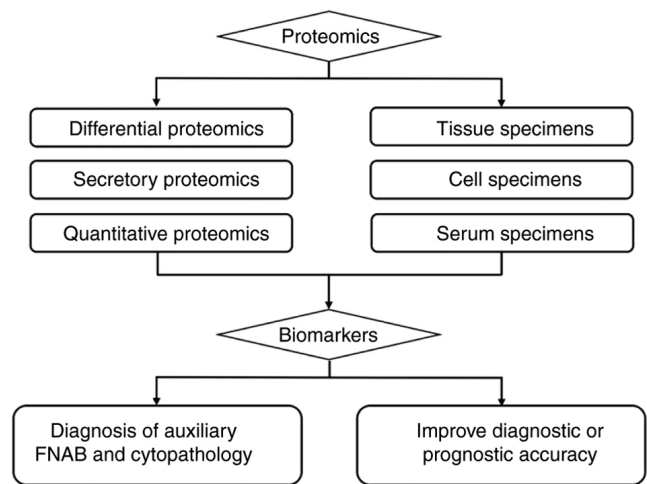 Proteomics
Differential proteomics
Tissue specimens
Secretory proteomics
Cell specimens
Quantitative proteomics
Serum specimens
Biomarkers
Diagnosis of auxiliary
FNAB and cytopathology
Improve diagnostic or
prognostic accuracy